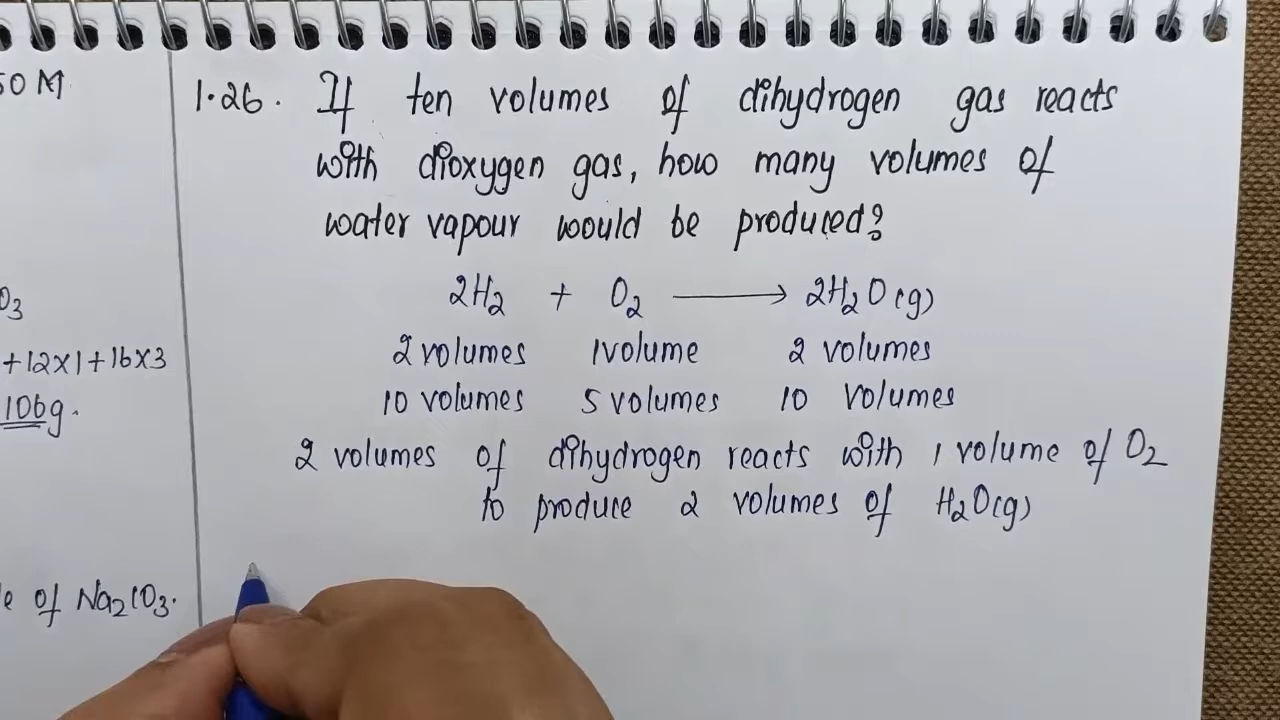 50 M
O3
+12×1+16×3
106g.
of Na2CO3.
1.26. If ten volumes of dihydrogen gas reacts
with dioxygen gas, how many volumes of
water vapour would be produced?
2H2 + O2 ⟶ 2H2O(g)
2 volumes 1 volume 2 volumes
10 volumes 5 volumes 10 volumes
2 volumes of dihydrogen reacts with 1 volume of O2
to produce 2 volumes of H2O(g)